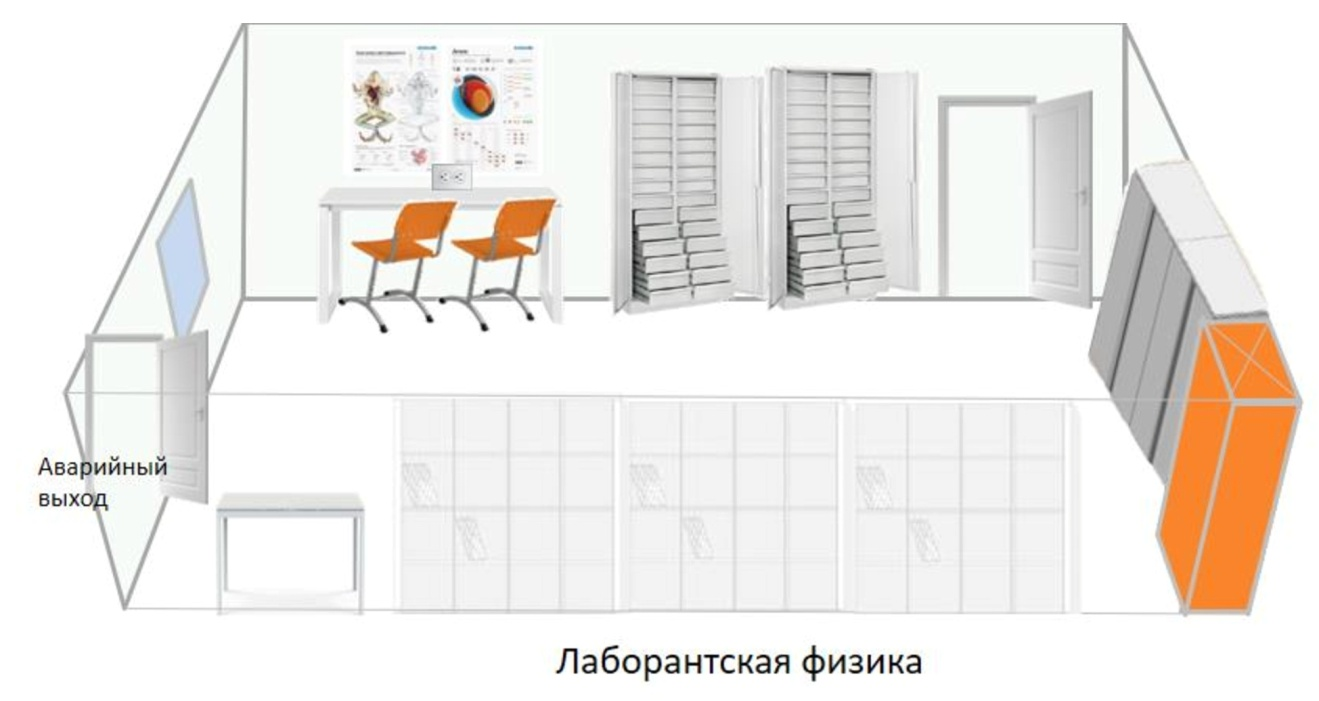 Аварийный
выход
Лаборантская физика